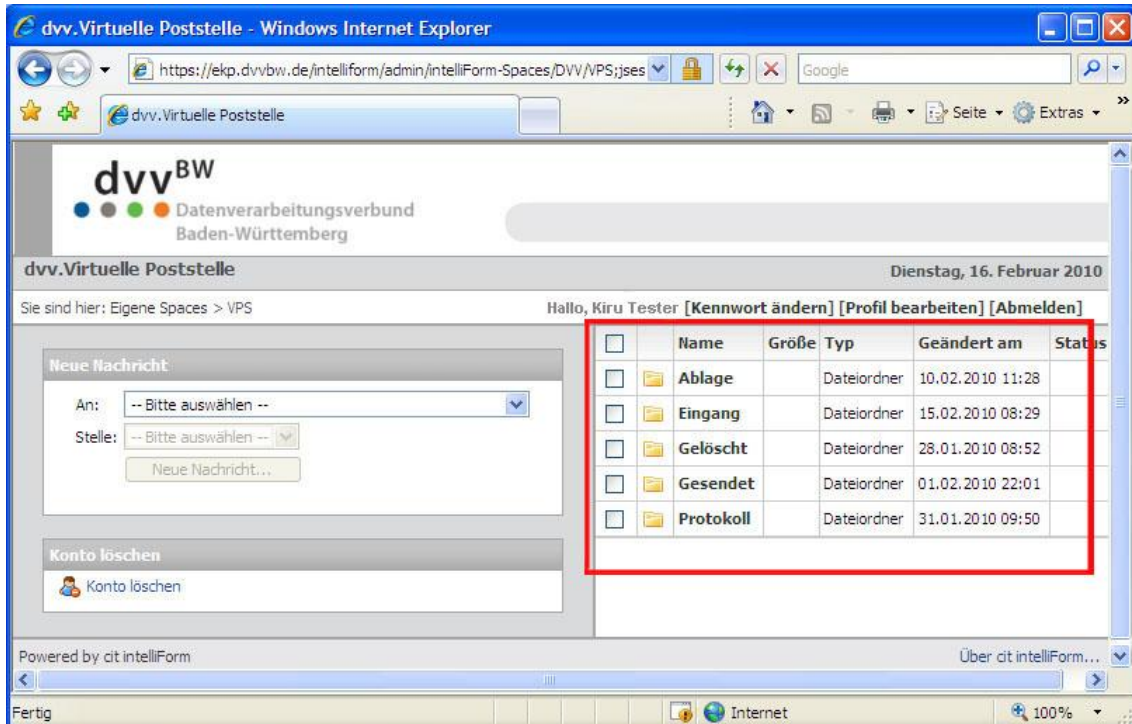 dvv.Virtuelle Poststelle - Windows Internet Explorer
https://ekp.dvvbw.de/intelliform/admin/intelliForm-Spaces/DVV/VPS;jses
Google
dvv.Virtuelle Poststelle
Seite
Extras
dvvBW
Datenverarbeitungsverbund
Baden-Württemberg
dvv.Virtuelle Poststelle Dienstag, 16. Februar 2010
Sie sind hier: Eigene Spaces > VPS Hallo, Kiru Tester [Kennwort ändern] [Profil bearbeiten] [Abmelden]
Neue Nachricht
An: -- Bitte auswählen --
Stelle: -- Bitte auswählen --
Neue Nachricht...
Konto löschen
Konto löschen
Name Größe Typ Geändert am Status
Ablage Dateiordner 10.02.2010 11:28
Eingang Dateiordner 15.02.2010 08:29
Gelöscht Dateiordner 28.01.2010 08:52
Gesendet Dateiordner 01.02.2010 22:01
Protokoll Dateiordner 31.01.2010 09:50
Powered by cit intelliForm Über cit intelliForm...
Fertig Internet 100%